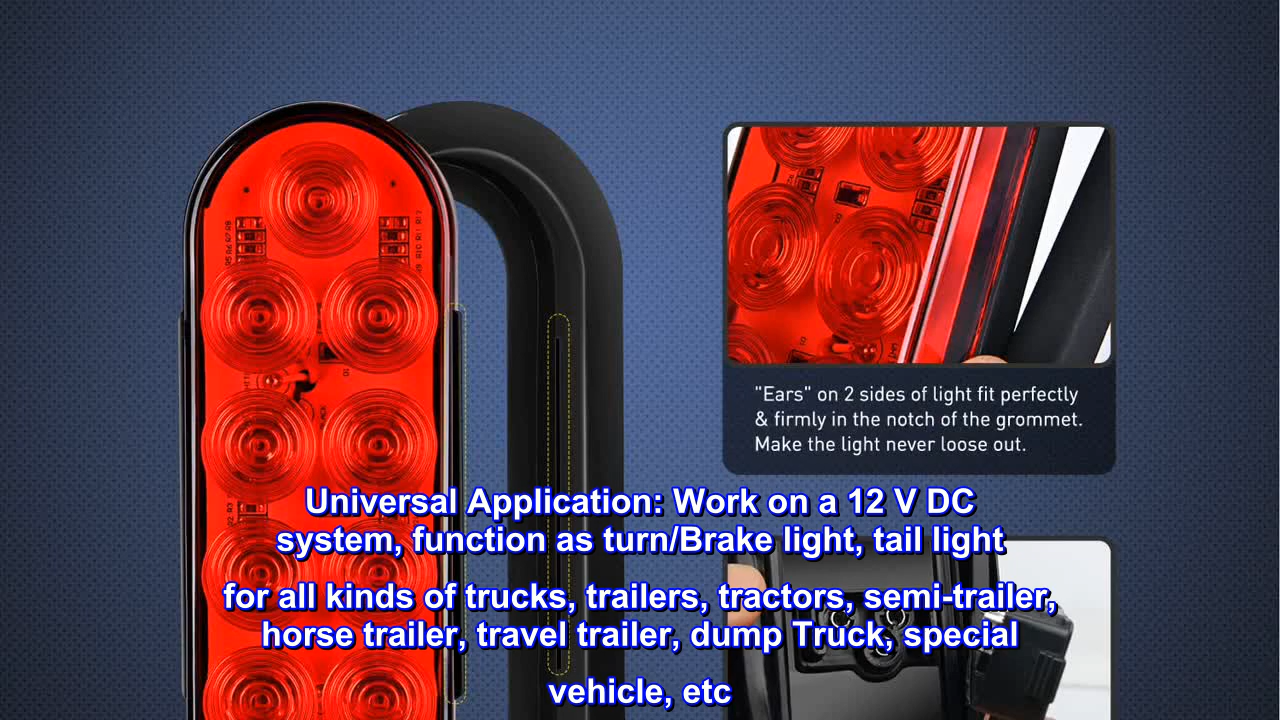 "Ears" on 2 sides of light fit perfectly
& firmly in the notch of the grommet.
Make the light never loose out.
Universal Application: Work on a 12 V DC
system, function as turn/Brake light, tail light
for all kinds of trucks, trailers, tractors, semi-trailer,
horse trailer, travel trailer, dump Truck, special
vehicle, etc